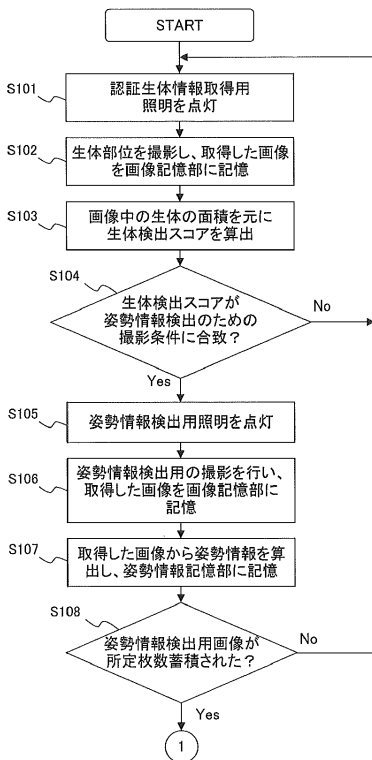 START
S101
認証生体情報取得用
照明を点灯
S102
生体部位を撮影し、取得した画像
を画像記憶部に記憶
S103
画像中の生体の面積を元に
生体検出スコアを算出
S104
生体検出スコアが
姿勢情報検出のための
撮影条件に合致？
No
Yes
S105
姿勢情報検出用照明を点灯
S106
姿勢情報検出用の撮影を行い、
取得した画像を画像記憶部に
記憶
S107
取得した画像から姿勢情報を算
出し、姿勢情報記憶部に記憶
S108
姿勢情報検出用画像が
所定枚数蓄積された？
No
Yes
1